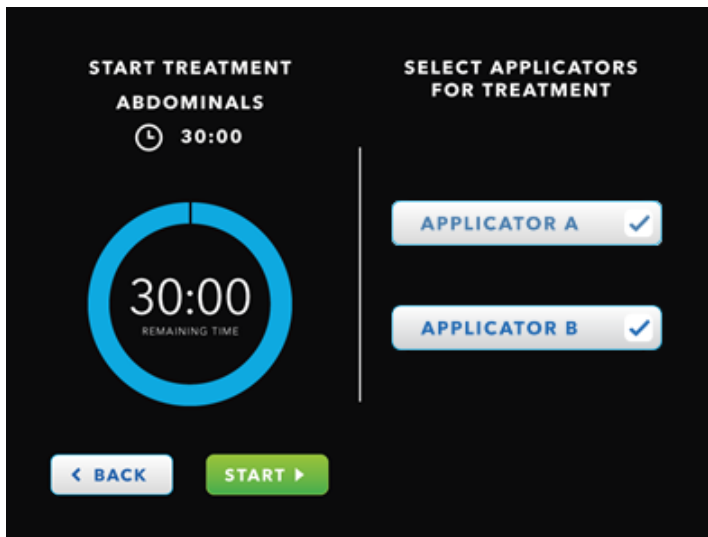 START TREATMENT
ABDOMINALS
30:00
30:00
REMAINING TIME
< BACK
START
SELECT APPLICATORS
FOR TREATMENT
APPLICATOR A
APPLICATOR B